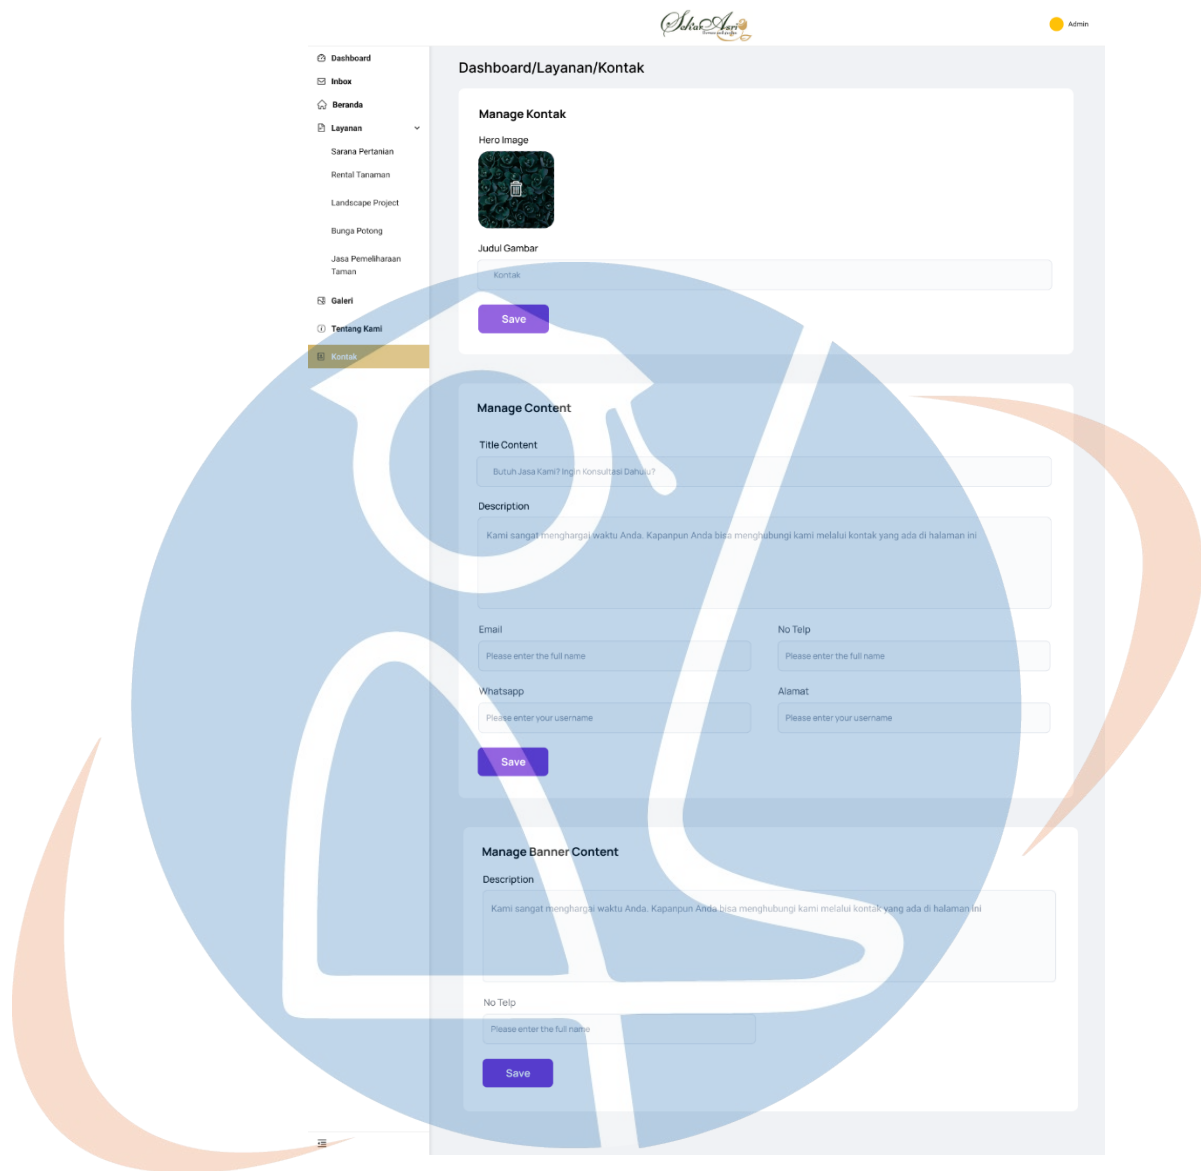 Sekar Asri
Admin
Dashboard
Inbox
Beranda
Layanan
Sarana Pertanian
Rental Tanaman
Landscape Project
Bunga Potong
Jasa Pemeliharaan
Taman
Galeri
Tentang Kami
Kontak
Dashboard/Layanan/Kontak
Manage Kontak
Hero Image
Judul Gambar
Kontak
Save
Manage Content
Title Content
Butuh Jasa Kami? Ingin Konsultasi Dahulu?
Description
Kami sangat menghargai waktu Anda. Kapanpun Anda bisa menghubungi kami melalui kontak yang ada di halaman ini
Email
No Telp
Please enter the full name
Please enter the full name
Whatsapp
Alamat
Please enter your username
Please enter your username
Save
Manage Banner Content
Description
Kami sangat menghargai waktu Anda. Kapanpun Anda bisa menghubungi kami melalui kontak yang ada di halaman ini
No Telp
Please enter the full name
Save